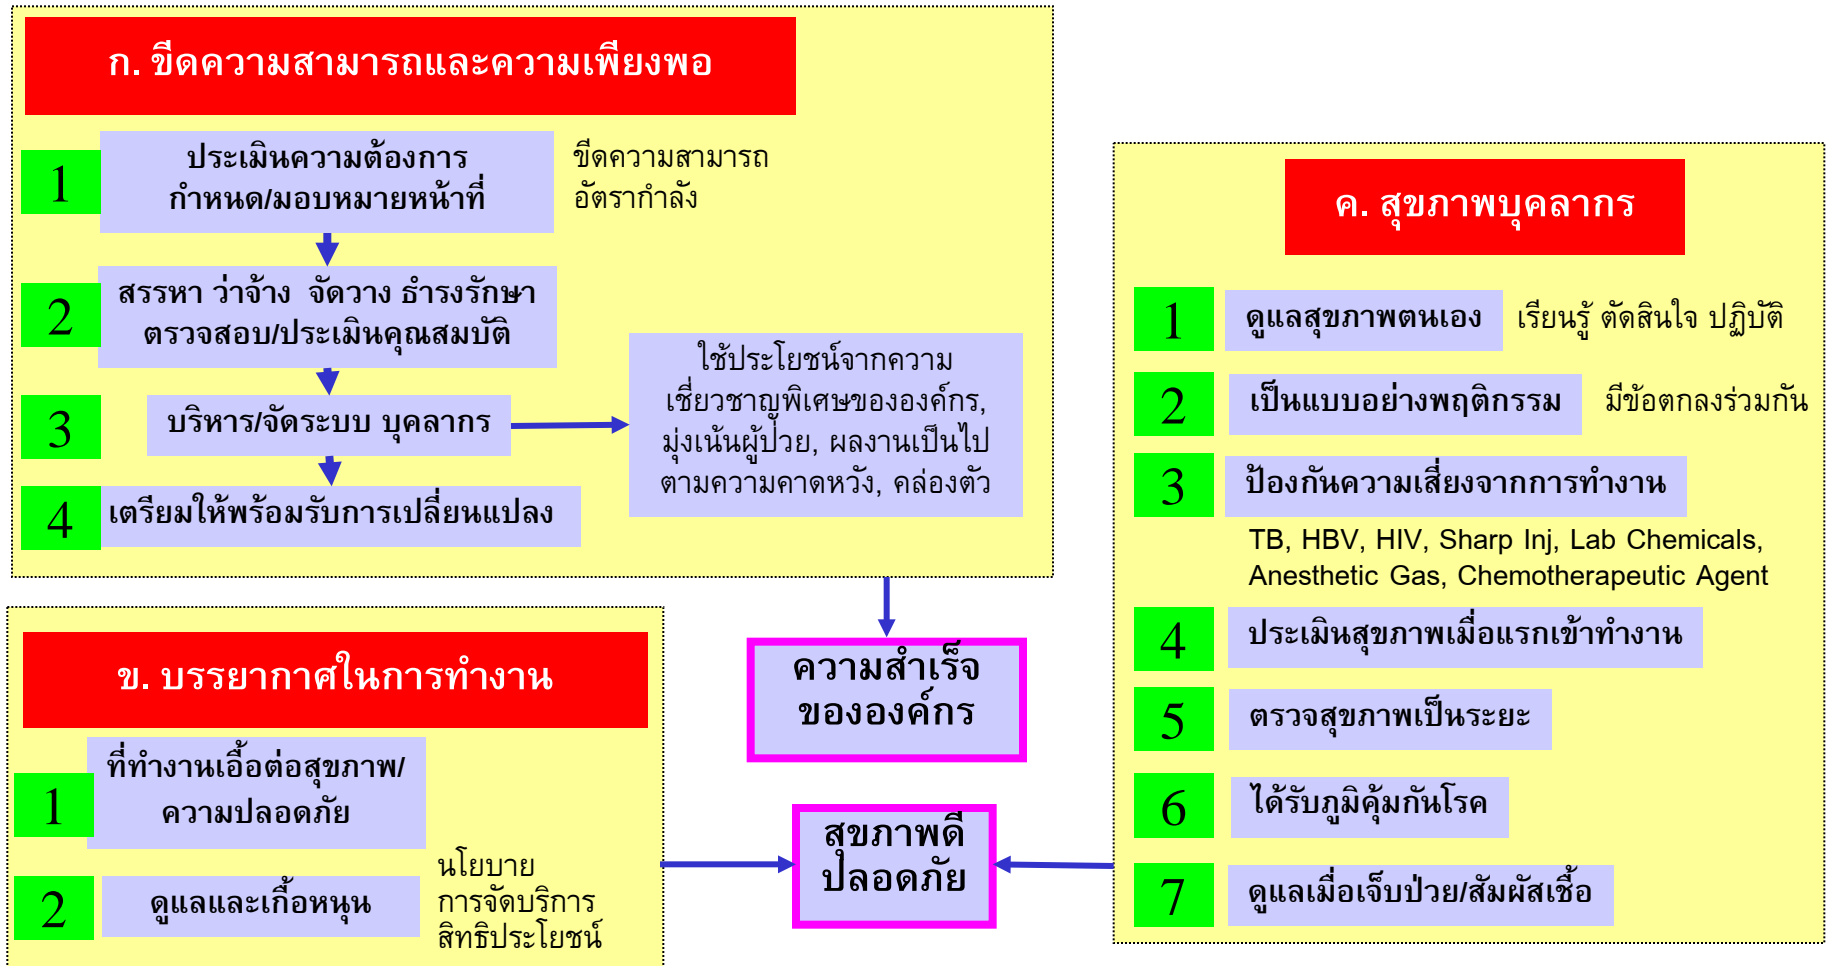 ก. ขีดความสามารถและความเพียงพอ
1
ประเมินความต้องการ
กำหนด/มอบหมายหน้าที่
ขีดความสามารถ
อัตรากำลัง
2
สรรหา ว่าจ้าง จัดวาง ธำรงรักษา
ตรวจสอบ/ประเมินคุณสมบัติ
3
บริหาร/จัดระบบ บุคลากร
ใช้ประโยชน์จากความ
เชี่ยวชาญพิเศษขององค์กร,
มุ่งเน้นผู้ป่วย, ผลงานเป็นไป
ตามความคาดหวัง, คล่องตัว
4
เตรียมให้พร้อมรับการเปลี่ยนแปลง
ข. บรรยากาศในการทำงาน
1
ที่ทำงานเอื้อต่อสุขภาพ/
ความปลอดภัย
2
ดูแลและเกื้อหนุน
นโยบาย
การจัดบริการ
สิทธิประโยชน์
ความสำเร็จ
ขององค์กร
สุขภาพดี
ปลอดภัย
ค. สุขภาพบุคลากร
1
ดูแลสุขภาพตนเอง
เรียนรู้ ตัดสินใจ ปฏิบัติ
2
เป็นแบบอย่างพฤติกรรม
มีข้อตกลงร่วมกัน
3
ป้องกันความเสี่ยงจากการทำงาน
TB, HBV, HIV, Sharp Inj, Lab Chemicals,
Anesthetic Gas, Chemotherapeutic Agent
4
ประเมินสุขภาพเมื่อแรกเข้าทำงาน
5
ตรวจสุขภาพเป็นระยะ
6
ได้รับภูมิคุ้มกันโรค
7
ดูแลเมื่อเจ็บป่วย/สัมผัสเชื้อ